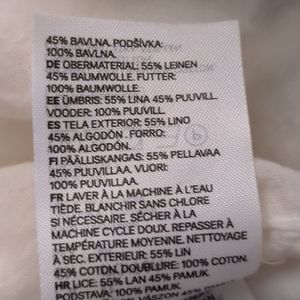 45% BAVLNA. PODŠÍVKA:
100% BAVLNA.
DE OBERMATERIAL: 55% LEINEN
45% BAUMWOLLE. FUTTER:
100% BAUMWOLLE.
EE ÜMBRIS: 55% LINA 45% PUUVILL.
VOODER: 100% PUUVILL.
ES TELA EXTERIOR: 55% LINO
45% ALGODÓN . FORRO:
100% ALGODÓN.
FI PÄÄLLISKANGAS: 55% PELLAVAA
45% PUUVILLAA. VUORI:
100% PUUVILLAA.
FR LAVER À LA MACHINE À L'EAU
TIÈDE. BLANCHIR SANS CHLORE
SI NÉCESSAIRE. SÉCHER À LA
MACHINE CYCLE DOUX. REPASSER À
TEMPÉRATURE MOYENNE. NETTOYAGE
À SEC. EXTERIEUR: 55% LIN
45% COTON. DOUBLURE: 100% COTON.
HR LICE: 55% LAN 45% PAMUK.
PODSTAVA: 100% PAMUK.
VÁSZON 45% PAMUT.